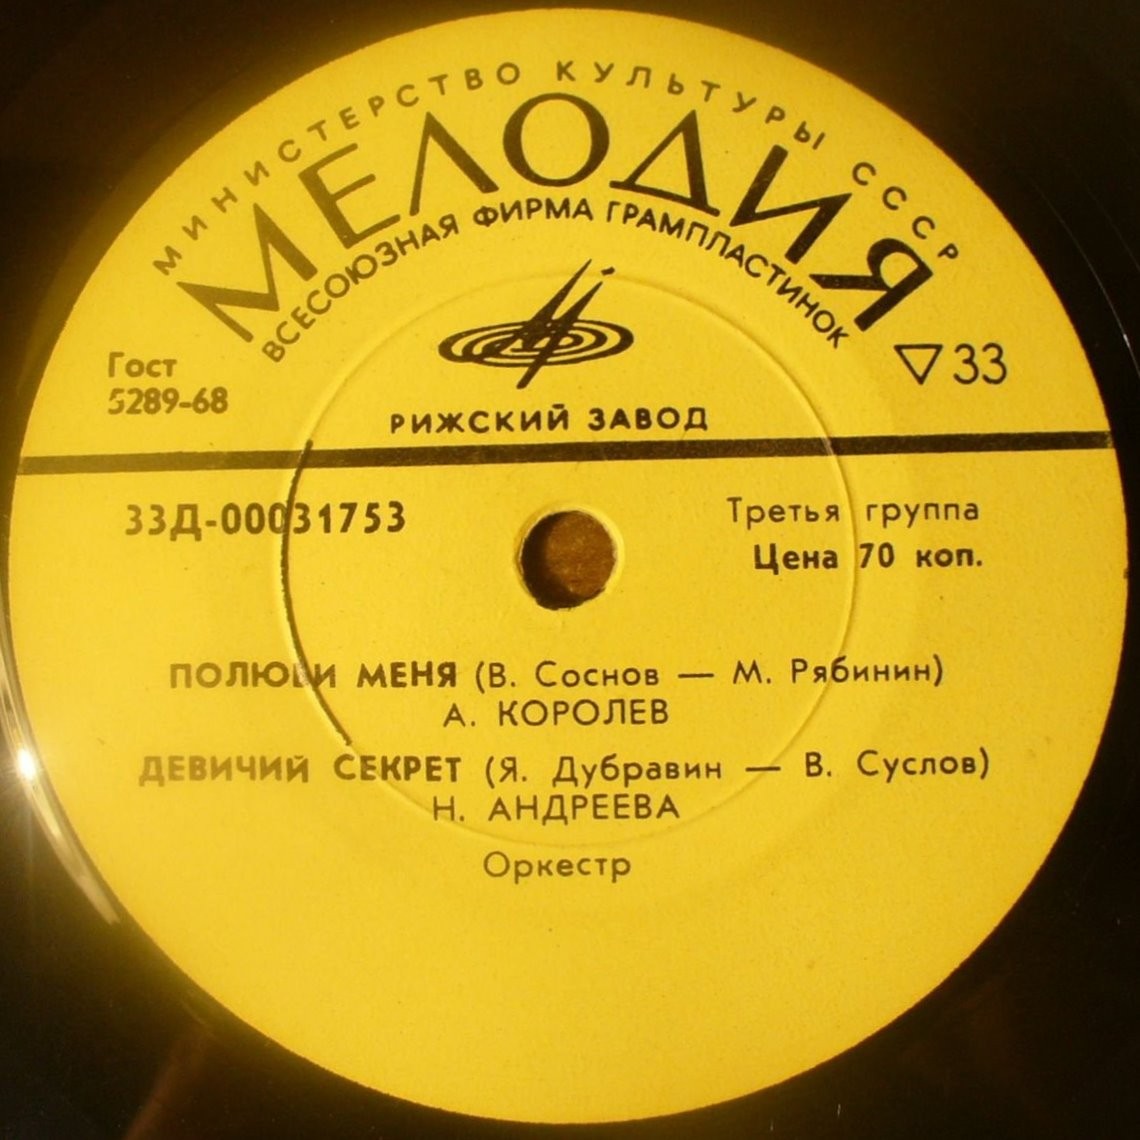 МИНИСТЕРСТВО КУЛЬТУРЫ СССР
МЕЛОДИЯ
ВСЕСОЮЗНАЯ ФИРМА ГРАМПЛАСТИНОК
Гост
5289-68
▽33
РИЖСКИЙ ЗАВОД
33Д-00031753
Третья группа
Цена 70 коп.
ПОЛЮБИ МЕНЯ (В. Соснов — М. Рябинин)
А. КОРОЛЕВ
ДЕВИЧИЙ СЕКРЕТ (Я. Дубравин — В. Суслов)
Н. АНДРЕЕВА
Оркестр